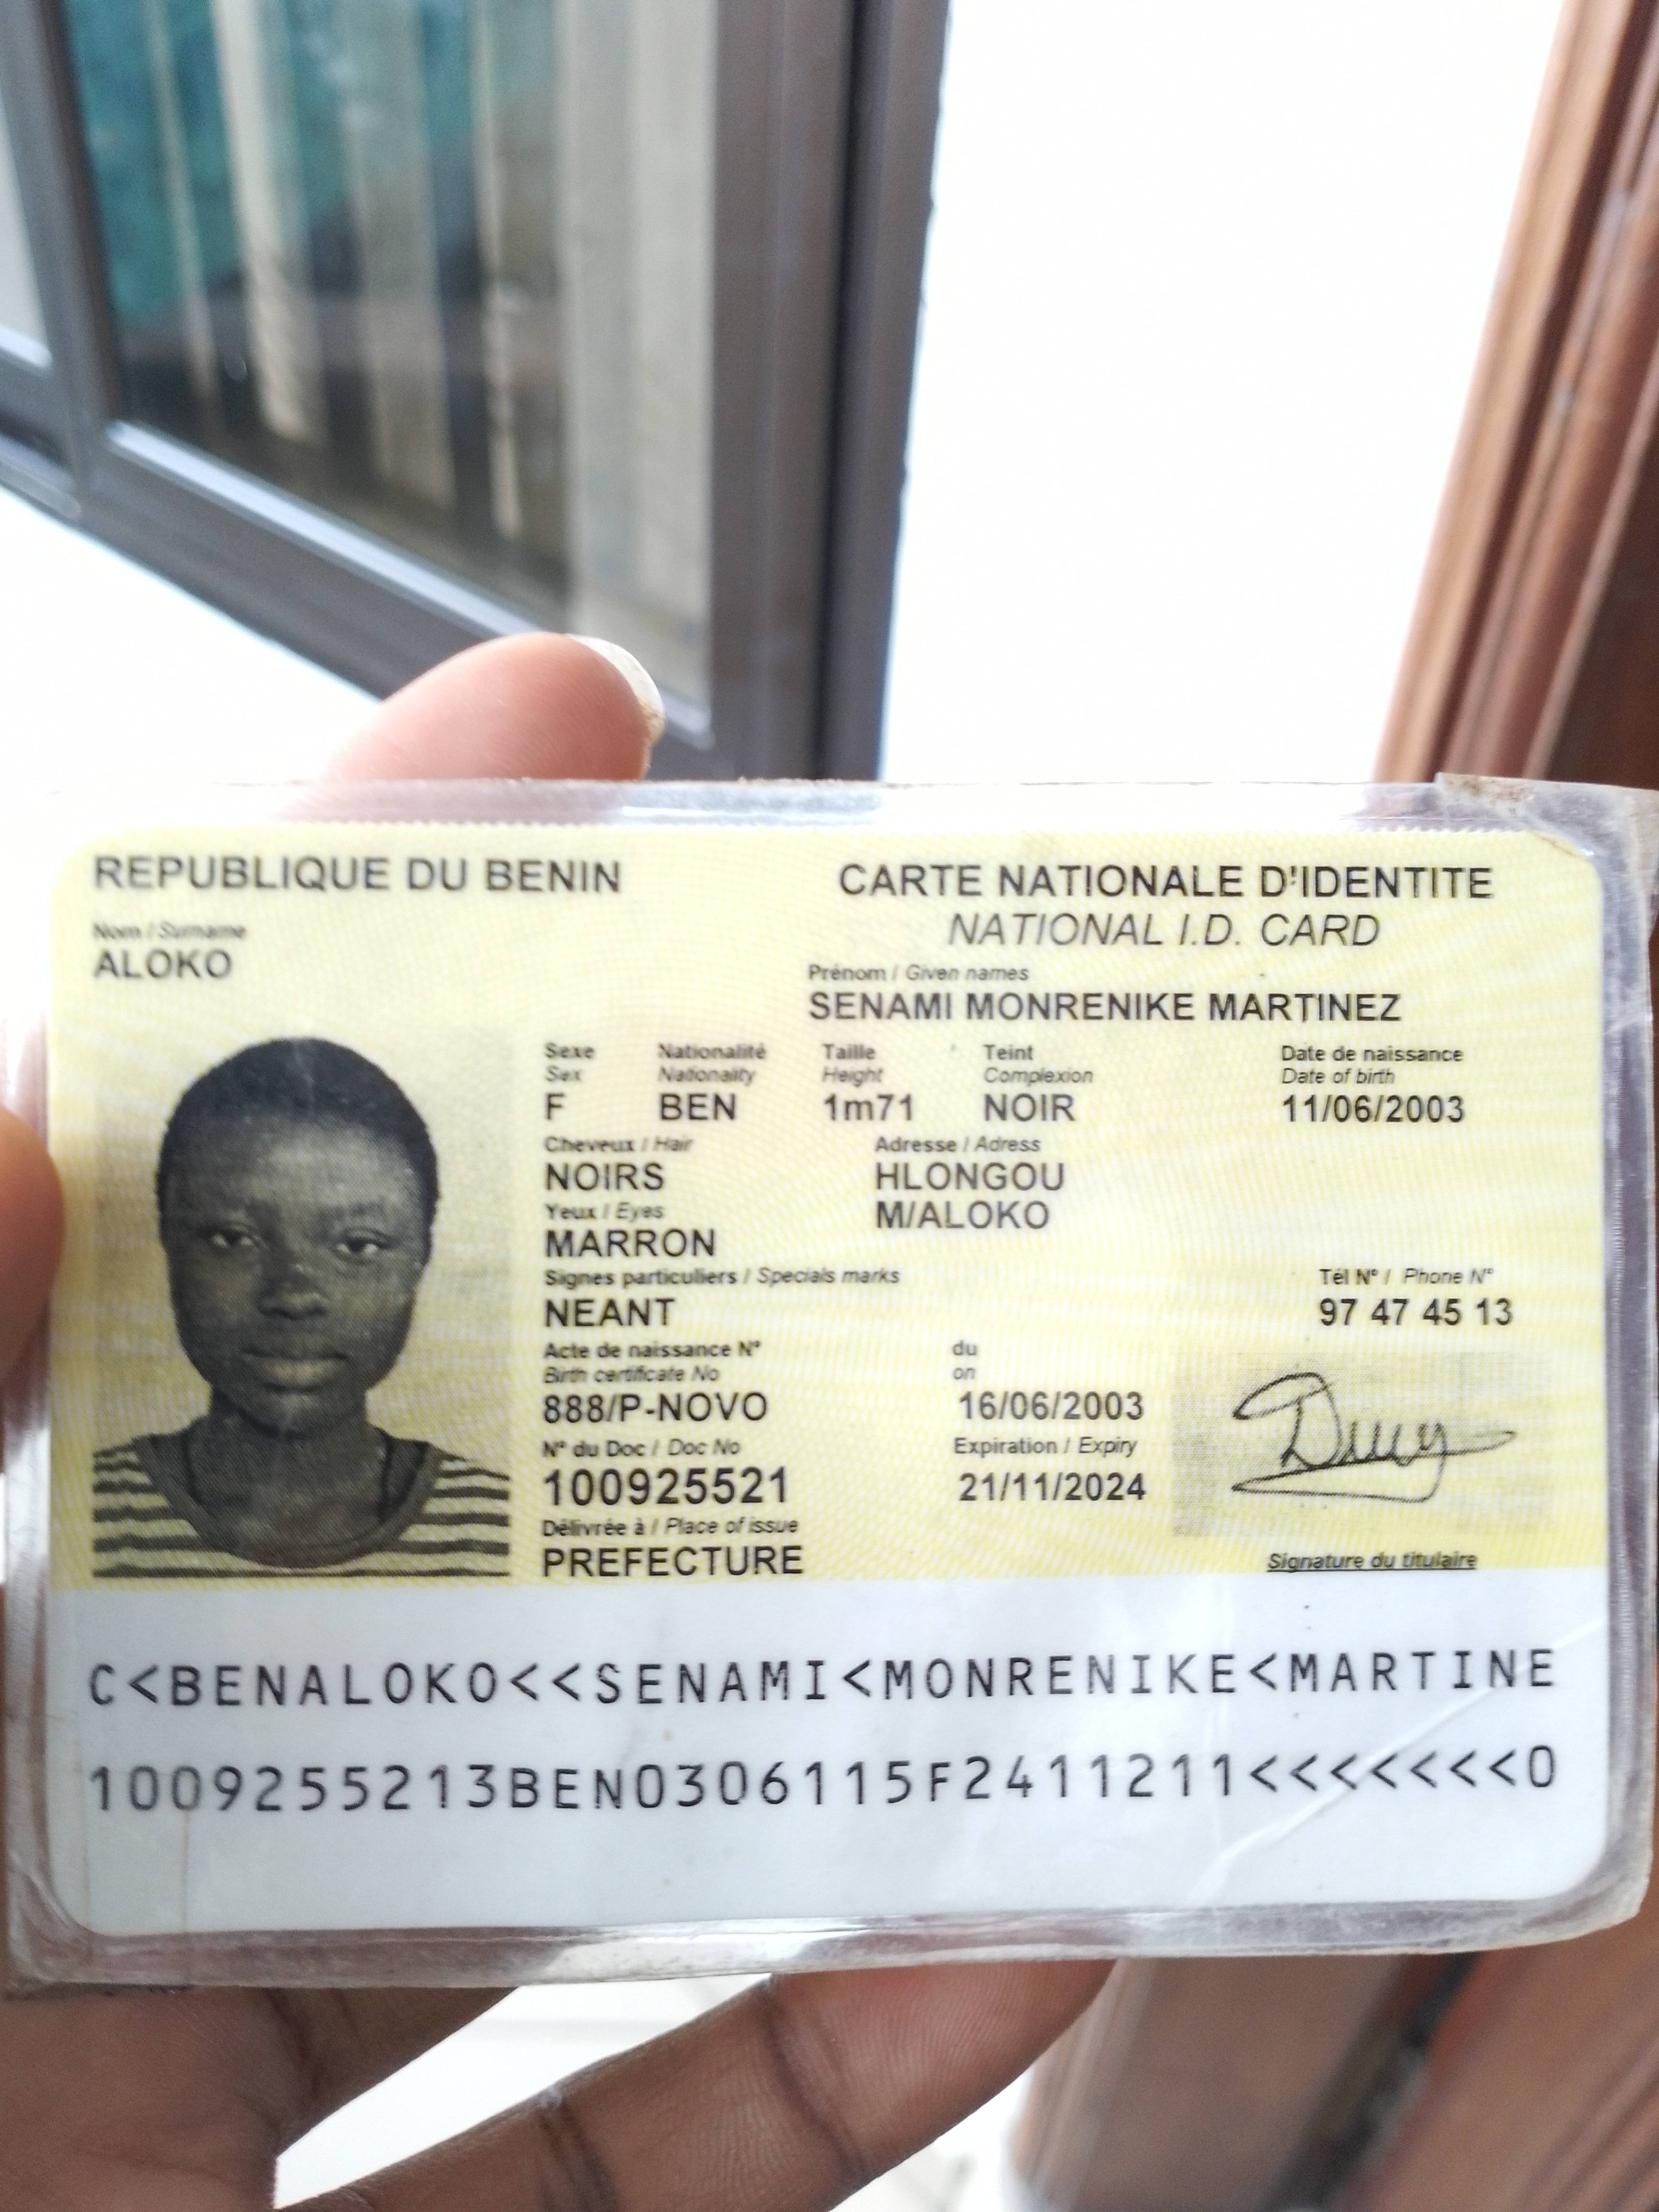 REPUBLIQUE DU BENIN
CARTE NATIONALE D'IDENTITE
NATIONAL I.D. CARD
Nom / Surname
ALOKO
Prénom / Given names
SENAMI MONRENIKE MARTINEZ
Sexe Nationalité Taille Teint Date de naissance
Sex Nationality Height Complexion Date of birth
F BEN 1m71 NOIR 11/06/2003
Cheveux / Hair Adresse / Adress
NOIRS HLONGOU
Yeux / Eyes M/ALOKO
MARRON
Signes particuliers / Specials marks Tél N° / Phone N°
NEANT 97 47 45 13
Acte de naissance N° du
Birth certificate No on
888/P-NOVO 16/06/2003
N° du Doc / Doc No Expiration / Expiry
100925521 21/11/2024
Délivrée à / Place of issue
PREFECTURE Signature du titulaire
C<BENALOKO<<SENAMI<MONRENIKE<MARTINE
1009255213BEN0306115F2411211<<<<<<<0